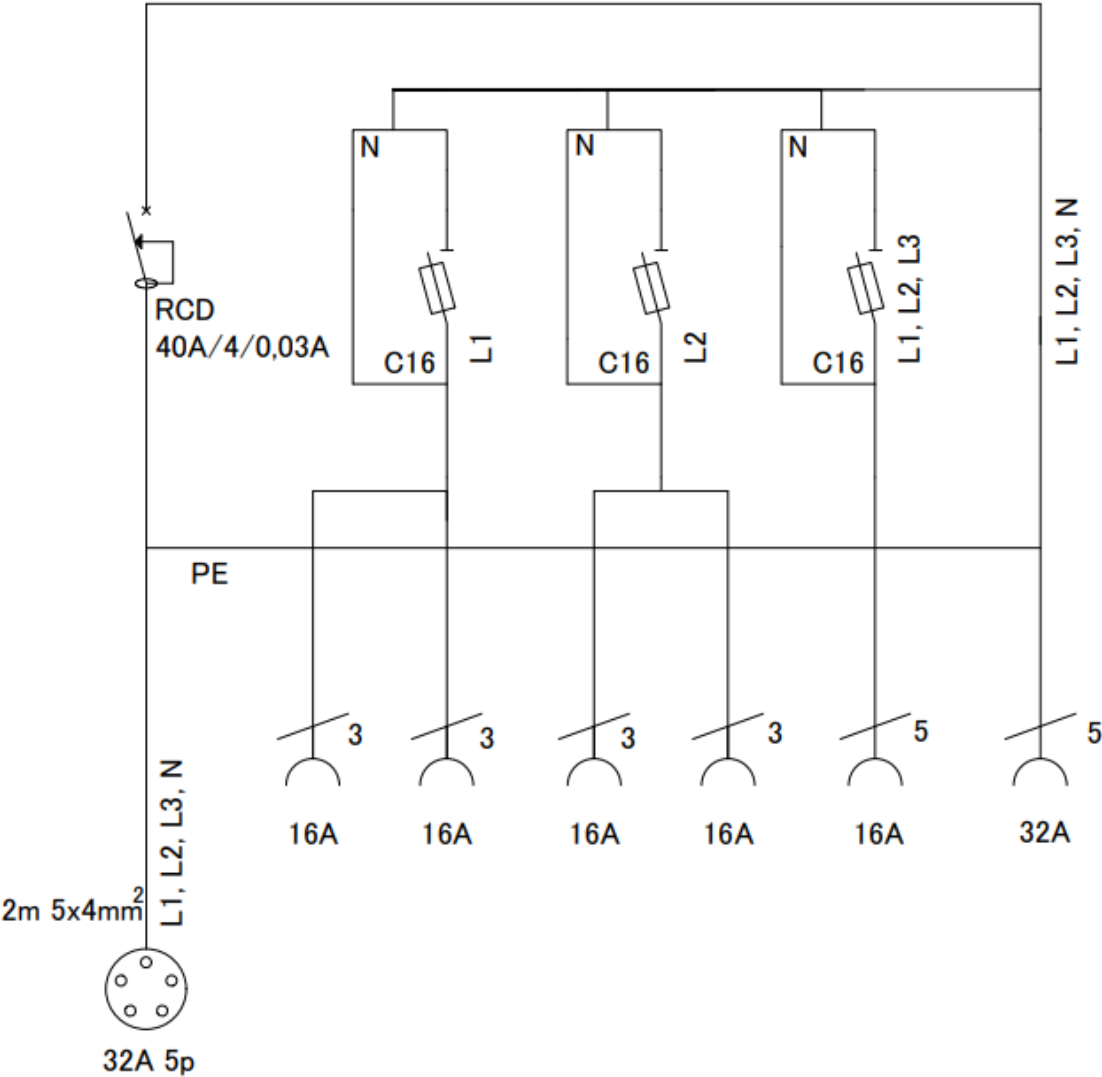 N
N
N
L1, L2, L3
L1, L2, L3, N
RCD
40A/4/0,03A
C16
L1
C16
L2
C16
PE
3
3
3
3
5
5
16A
16A
16A
16A
16A
32A
L1, L2, L3, N
2m 5x4mm²
32A 5p